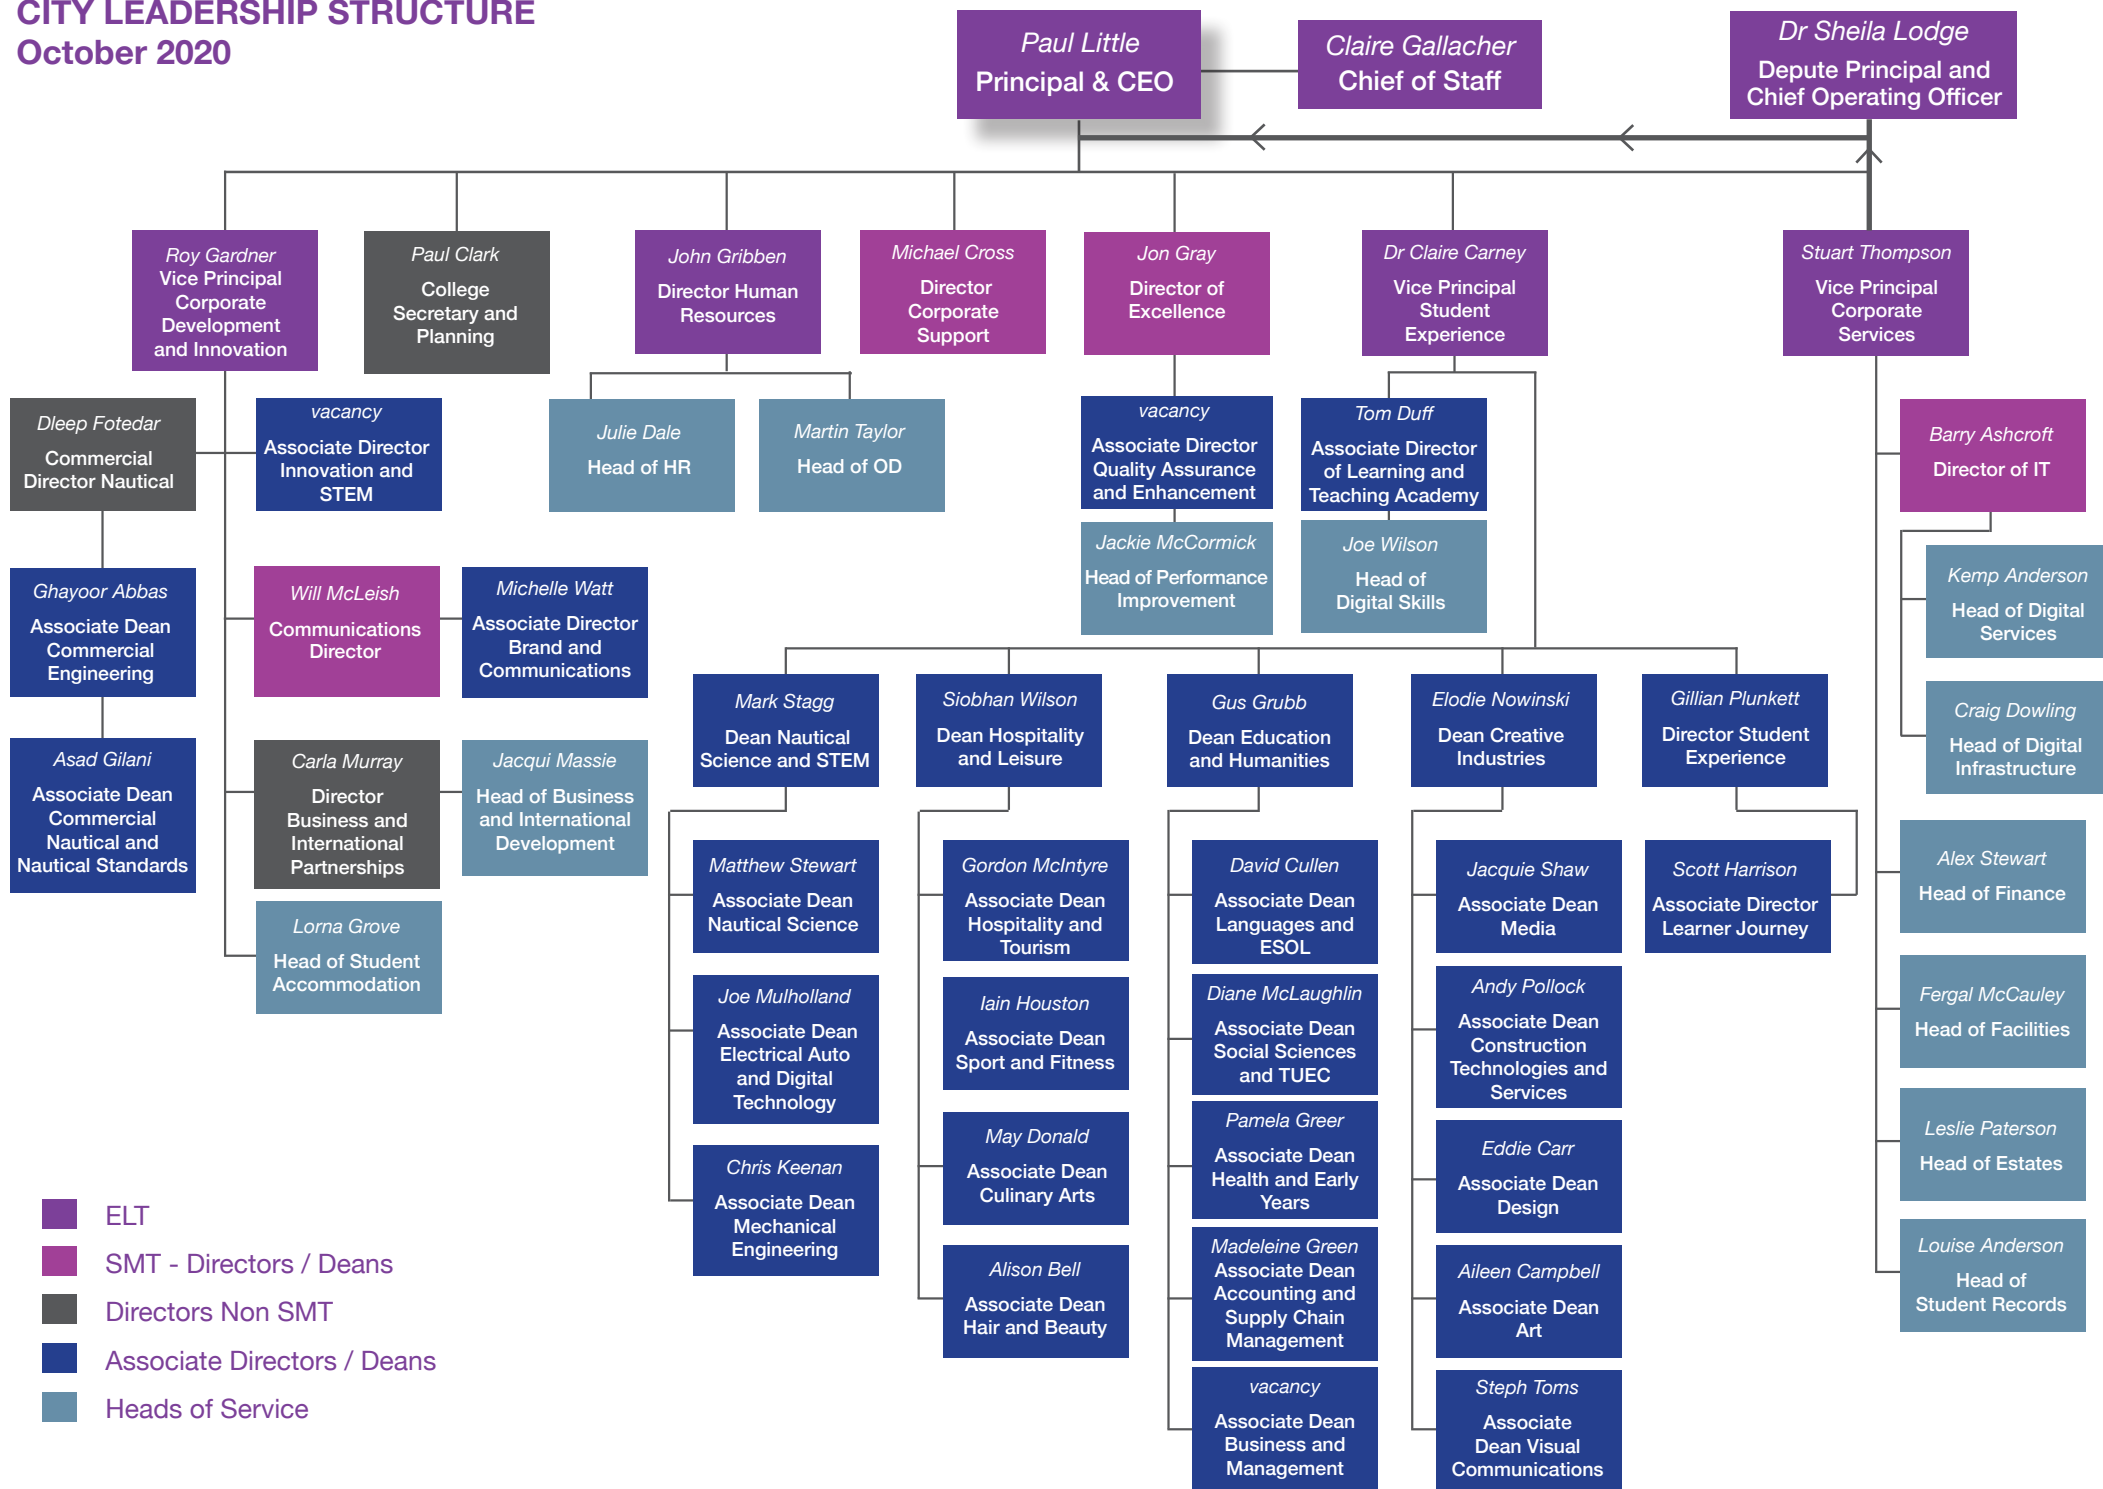 CITY LEADERSHIP STRUCTURE
October 2020
Paul Little
Principal & CEO
Claire Gallacher
Chief of Staff
Dr Sheila Lodge
Depute Principal and
Chief Operating Officer
Roy Gardner
Vice Principal
Corporate
Development
and Innovation
Paul Clark
College
Secretary and
Planning
John Gribben
Director Human
Resources
Michael Cross
Director
Corporate
Support
Jon Gray
Director of
Excellence
Dr Claire Carney
Vice Principal
Student
Experience
Stuart Thompson
Vice Principal
Corporate
Services
Dleep Fotedar
Commercial
Director Nautical
vacancy
Associate Director
Innovation and
STEM
Julie Dale
Head of HR
Martin Taylor
Head of OD
vacancy
Associate Director
Quality Assurance
and Enhancement
Tom Duff
Associate Director
of Learning and
Teaching Academy
Barry Ashcroft
Director of IT
Jackie McCormick
Head of Performance
Improvement
Joe Wilson
Head of
Digital Skills
Kemp Anderson
Head of Digital
Services
Ghayoor Abbas
Associate Dean
Commercial
Engineering
Will McLeish
Communications
Director
Michelle Watt
Associate Director
Brand and
Communications
Mark Stagg
Dean Nautical
Science and STEM
Siobhan Wilson
Dean Hospitality
and Leisure
Gus Grubb
Dean Education
and Humanities
Elodie Nowinski
Dean Creative
Industries
Gillian Plunkett
Director Student
Experience
Craig Dowling
Head of Digital
Infrastructure
Asad Gilani
Associate Dean
Commercial
Nautical and
Nautical Standards
Carla Murray
Director
Business and
International
Partnerships
Jacqui Massie
Head of Business
and International
Development
Lorna Grove
Head of Student
Accommodation
Matthew Stewart
Associate Dean
Nautical Science
Gordon McIntyre
Associate Dean
Hospitality and
Tourism
David Cullen
Associate Dean
Languages and
ESOL
Jacquie Shaw
Associate Dean
Media
Scott Harrison
Associate Director
Learner Journey
Alex Stewart
Head of Finance
Joe Mulholland
Associate Dean
Electrical Auto
and Digital
Technology
Iain Houston
Associate Dean
Sport and Fitness
Diane McLaughlin
Associate Dean
Social Sciences
and TUEC
Andy Pollock
Associate Dean
Construction
Technologies and
Services
Fergal McCauley
Head of Facilities
Chris Keenan
Associate Dean
Mechanical
Engineering
May Donald
Associate Dean
Culinary Arts
Pamela Greer
Associate Dean
Health and Early
Years
Eddie Carr
Associate Dean
Design
Leslie Paterson
Head of Estates
Alison Bell
Associate Dean
Hair and Beauty
Madeleine Green
Associate Dean
Accounting and
Supply Chain
Management
Aileen Campbell
Associate Dean
Art
Louise Anderson
Head of
Student Records
vacancy
Associate Dean
Business and
Management
Steph Toms
Associate
Dean Visual
Communications
ELT
SMT - Directors / Deans
Directors Non SMT
Associate Directors / Deans
Heads of Service